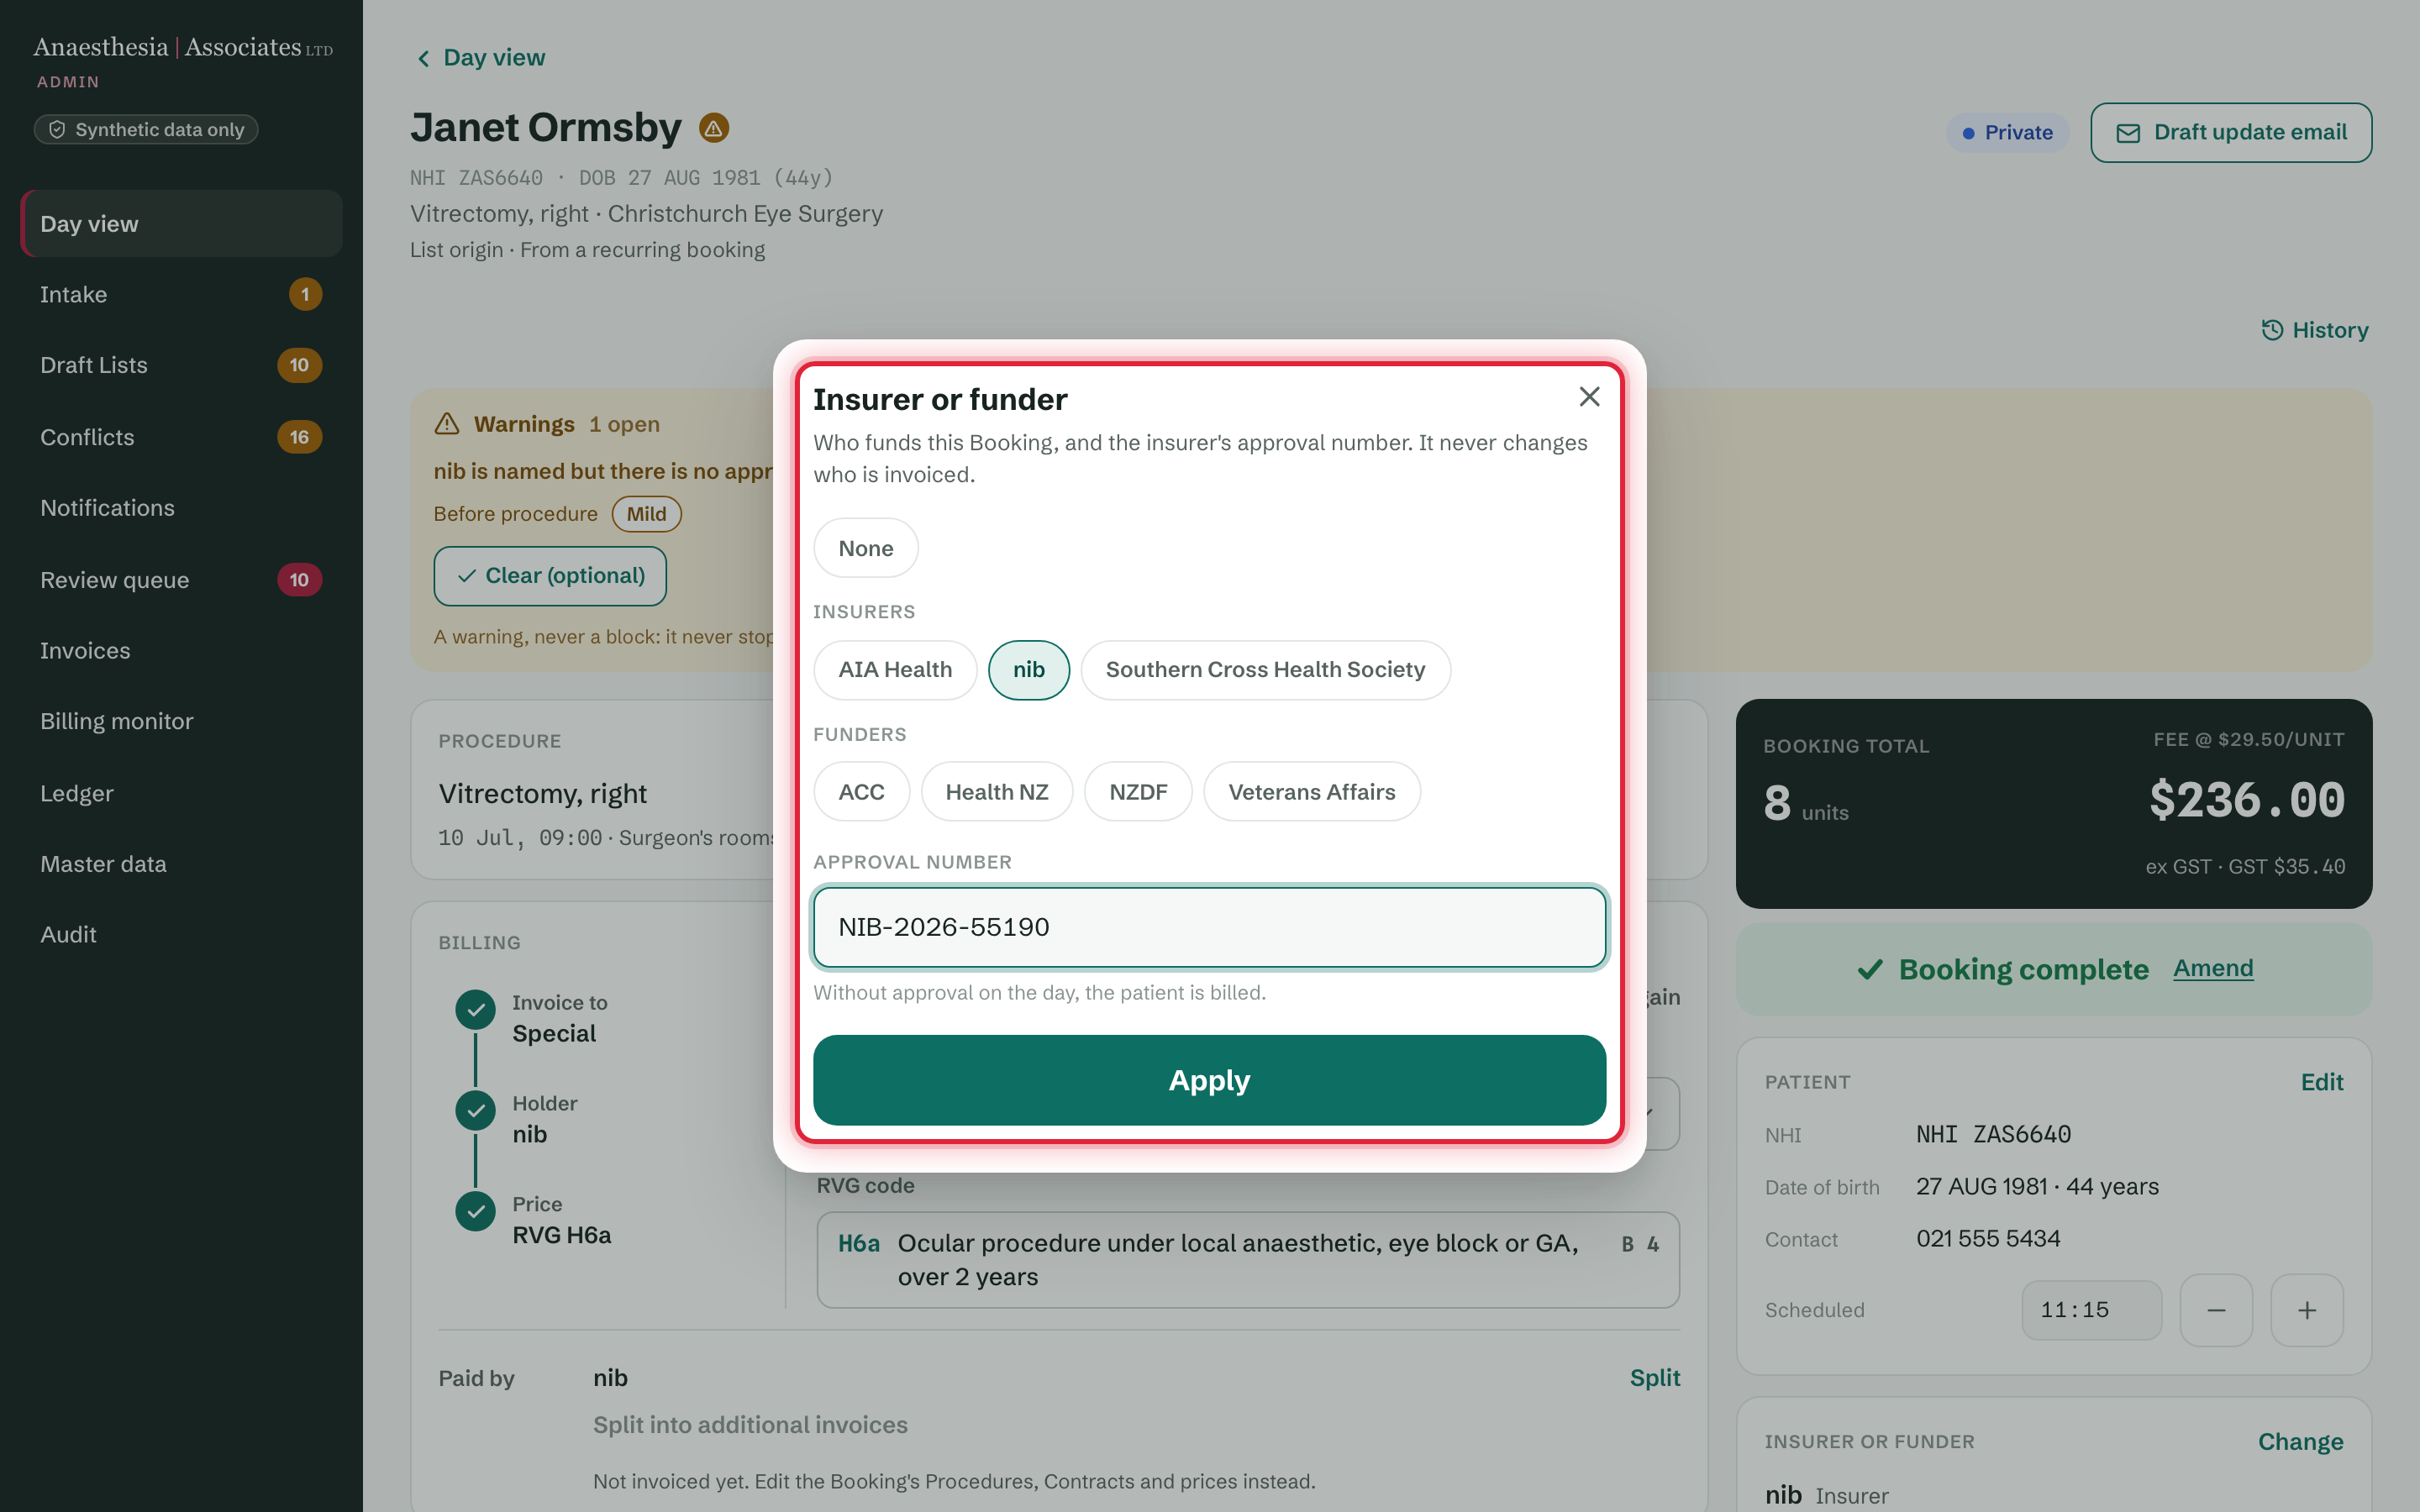 Anaesthesia | Associates LTD
ADMIN
Synthetic data only
Day view
Intake 1
Draft Lists 10
Conflicts 16
Notifications
Review queue 10
Invoices
Billing monitor
Ledger
Master data
Audit
Day view
Janet Ormsby
NHI ZAS6640 · DOB 27 AUG 1981 (44y)
Vitrectomy, right · Christchurch Eye Surgery
List origin · From a recurring booking
Private
Draft update email
History
Warnings 1 open
nib is named but there is no
Before procedure Mild
Clear (optional)
A warning, never a block: it never
Insurer or funder
Who funds this Booking, and the insurer's approval number. It never changes
who is invoiced.
None
INSURERS
AIA Health nib Southern Cross Health Society
FUNDERS
ACC Health NZ NZDF Veterans Affairs
APPROVAL NUMBER
NIB-2026-55190
Without approval on the day, the patient is billed.
Apply
PROCEDURE
Vitrectomy, right
10 Jul, 09:00 · Surgeon's
BILLING
Invoice to
Special
Holder
nib
Price
RVG H6a
RVG code
H6a Ocular procedure under local anaesthetic, eye block or GA, B 4
over 2 years
Paid by nib Split
Split into additional invoices
Not invoiced yet. Edit the Booking's Procedures, Contracts and prices instead.
BOOKING TOTAL FEE @ $29.50/UNIT
8 units $236.00
ex GST · GST $35.40
Booking complete Amend
PATIENT Edit
NHI NHI ZAS6640
Date of birth 27 AUG 1981 · 44 years
Contact 021 555 5434
Scheduled 11:15 − +
INSURER OR FUNDER Change
nib Insurer